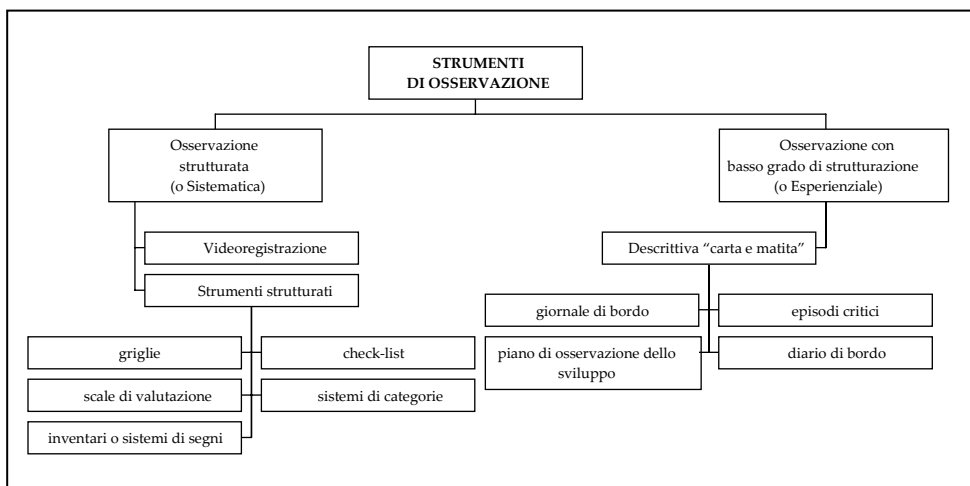 STRUMENTI
DI OSSERVAZIONE
Osservazione
strutturata
(o Sistematica)
Osservazione con
basso grado di strutturazione
(o Esperienziale)
Videoregistrazione
Strumenti strutturati
griglie
check-list
scale di valutazione
sistemi di categorie
inventari o sistemi di segni
Descrittiva “carta e matita”
giornale di bordo
episodi critici
piano di osservazione dello
sviluppo
diario di bordo